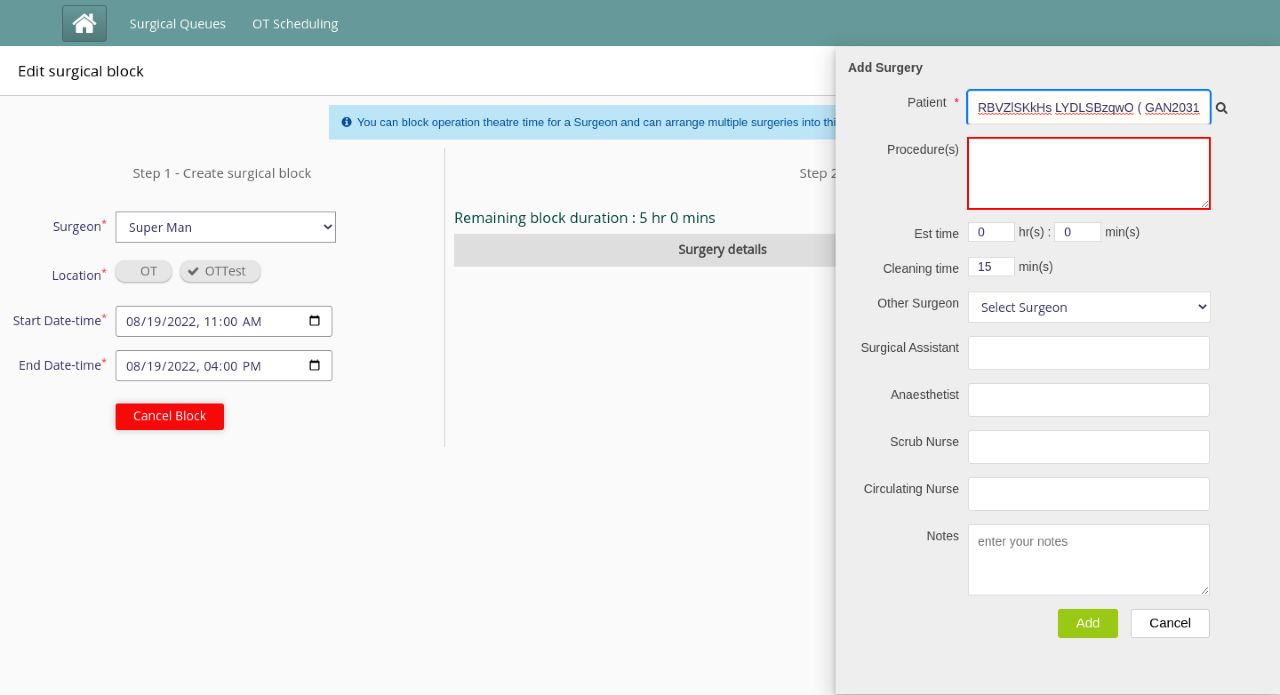 Surgical Queues OT Scheduling
Edit surgical block
You can block operation theatre time for a Surgeon and can arrange multiple surgeries into
Step 1 - Create surgical block
Step 2
Surgeon*
Super Man
Location*
OT OTTest
Start Date-time*
08/19/2022, 11:00 AM
End Date-time*
08/19/2022, 04:00 PM
Cancel Block
Remaining block duration : 5 hr 0 mins
Surgery details
Add Surgery
Patient *
RBVZlSKkHs LYDLSBzqwO ( GAN2031
Procedure(s)
Est time 0 hr(s) : 0 min(s)
Cleaning time 15 min(s)
Other Surgeon Select Surgeon
Surgical Assistant
Anaesthetist
Scrub Nurse
Circulating Nurse
Notes enter your notes
Add Cancel